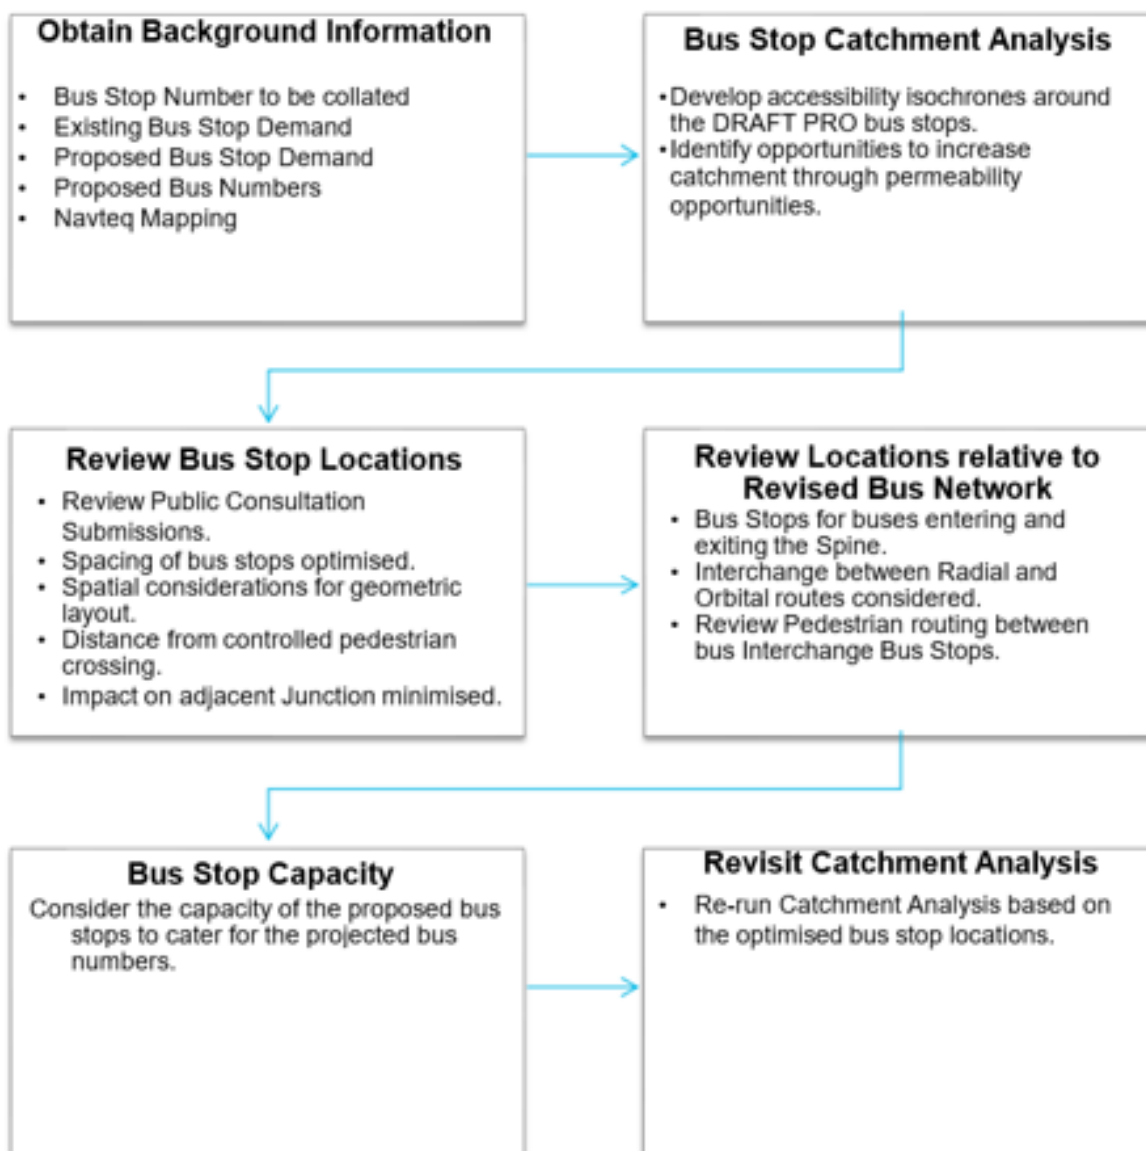 Obtain Background Information
• Bus Stop Number to be collated
• Existing Bus Stop Demand
• Proposed Bus Stop Demand
• Proposed Bus Numbers
• Navteq Mapping
Bus Stop Catchment Analysis
•Develop accessibility isochrones around
the DRAFT PRO bus stops.
•Identify opportunities to increase
catchment through permeability
opportunities.
Review Bus Stop Locations
• Review Public Consultation
Submissions.
• Spacing of bus stops optimised.
• Spatial considerations for geometric
layout.
• Distance from controlled pedestrian
crossing.
• Impact on adjacent Junction minimised.
Review Locations relative to
Revised Bus Network
• Bus Stops for buses entering and
exiting the Spine.
• Interchange between Radial and
Orbital routes considered.
• Review Pedestrian routing between
bus Interchange Bus Stops.
Bus Stop Capacity
Consider the capacity of the proposed bus
stops to cater for the projected bus
numbers.
Revisit Catchment Analysis
• Re-run Catchment Analysis based on
the optimised bus stop locations.